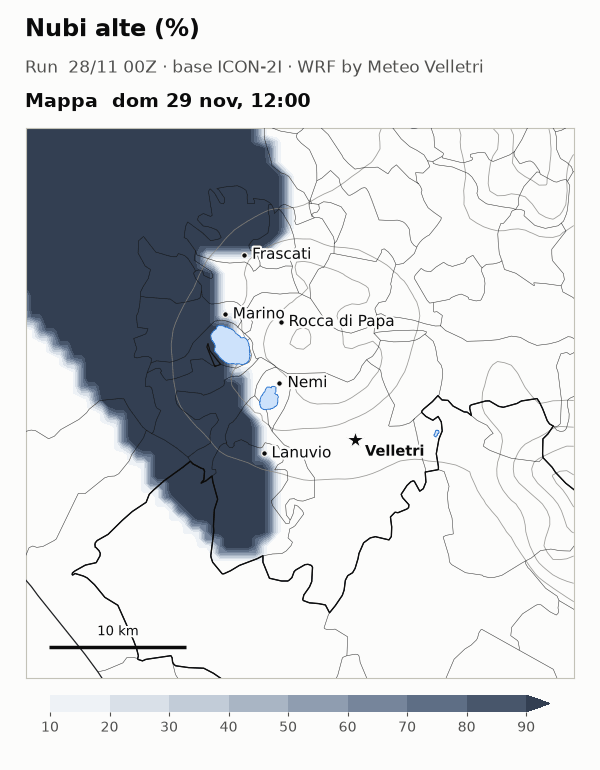 Nubi alte (%)
Run  28/11 00Z · base ICON-2I · WRF by Meteo Velletri
Mappa  dom 29 nov, 12:00
Frascati
Marino
Rocca di Papa
Nemi
Velletri
Lanuvio
10 km
10 20 30 40 50 60 70 80 90